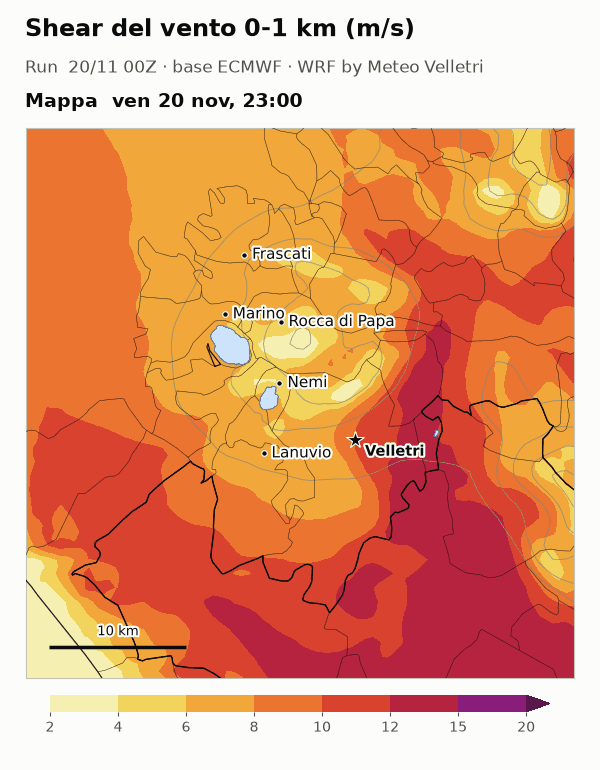 Shear del vento 0-1 km (m/s)
Run  20/11 00Z · base ECMWF · WRF by Meteo Velletri
Mappa  ven 20 nov, 23:00
Frascati
Marino
Rocca di Papa
Nemi
Velletri
Lanuvio
10 km
2 4 6 8 10 12 15 20